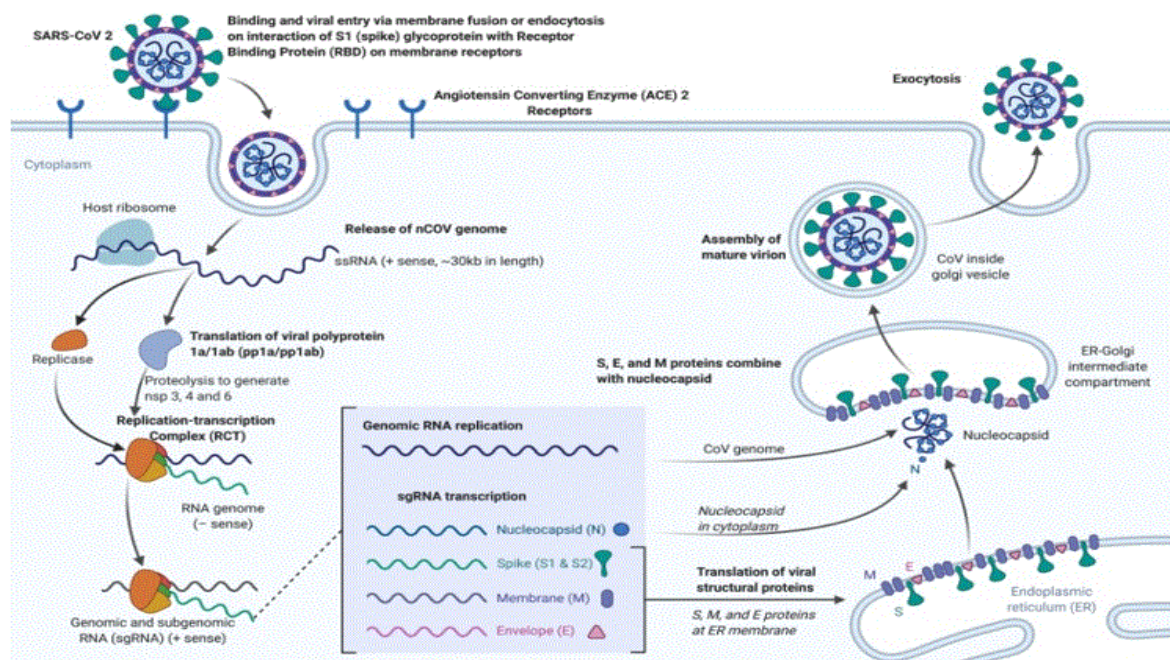 SARS-CoV 2
Binding and viral entry via membrane fusion or endocytosis
on interaction of S1 (spike) glycoprotein with Receptor
Binding Protein (RBD) on membrane receptors
Exocytosis
Angiotensin Converting Enzyme (ACE) 2
Receptors
Cytoplasm
Host ribosome
Release of nCOV genome
ssRNA (+ sense, ~30kb in length)
Assembly of
mature virion
CoV inside
golgi vesicle
Replicase
Translation of viral polyprotein
1a/1ab (pp1a/pp1ab)
Proteolysis to generate
nsp 3, 4 and 6
S, E, and M proteins combine
with nucleocapsid
ER-Golgi
intermediate
compartment
Replication-transcription
Complex (RCT)
RNA genome
(− sense)
Genomic RNA replication
CoV genome
Nucleocapsid
N
sgRNA transcription
Nucleocapsid (N)
Nucleocapsid
in cytoplasm
Spike (S1 & S2)
Membrane (M)
Envelope (E)
Translation of viral
structural proteins
S, M, and E proteins
at ER membrane
M
E
S
Endoplasmic
reticulum (ER)
Genomic and subgenomic
RNA (sgRNA) (+ sense)